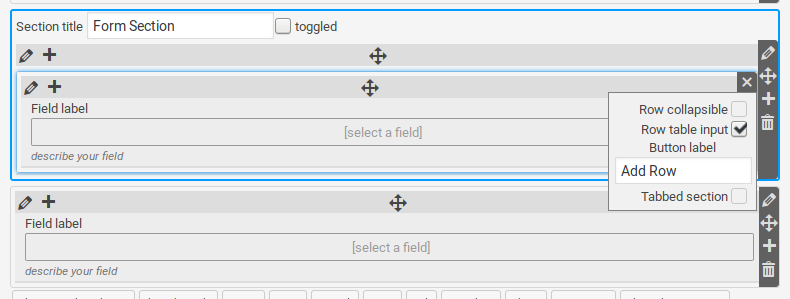 Section title Form Section toggled
Row collapsible
Field label
Row table input
[select a field]
Button label
describe your field
Add Row
Tabbed section
Field label
[select a field]
describe your field